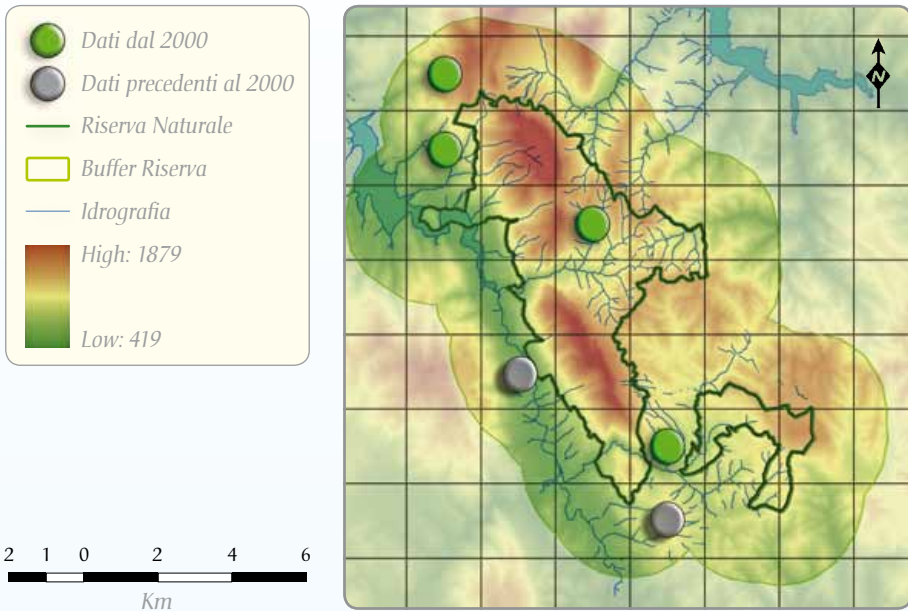 Dati dal 2000
Dati precedenti al 2000
Riserva Naturale
Buffer Riserva
Idrografia
High: 1879
Low: 419
2 1 0 2 4 6
Km
N